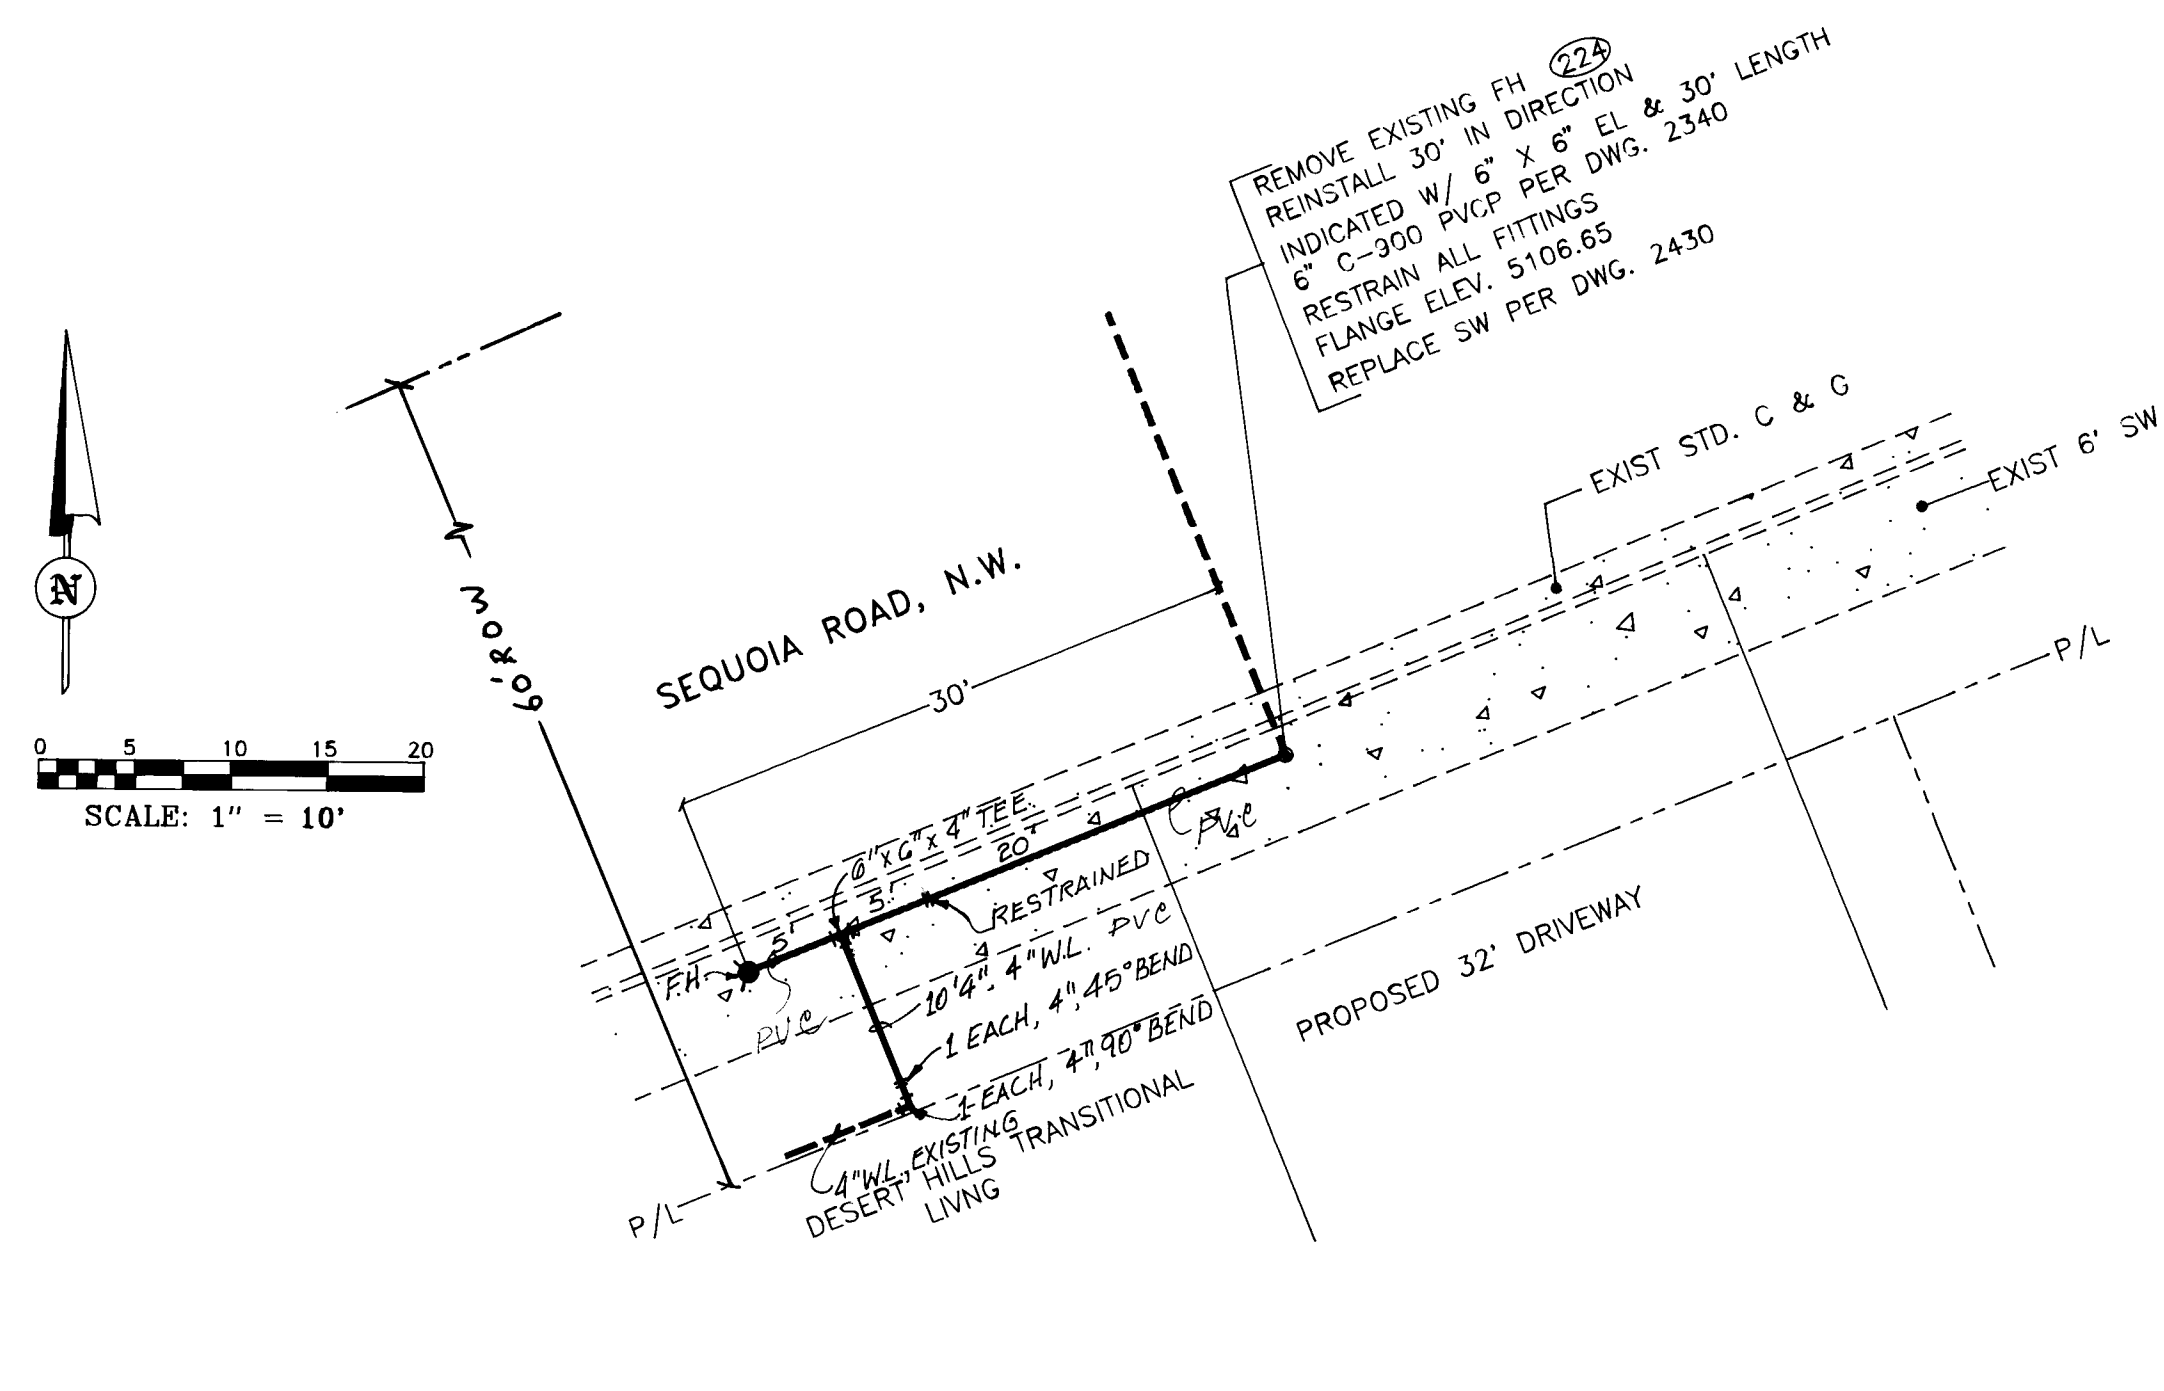 224
REMOVE EXISTING FH
REINSTALL 30' IN DIRECTION
INDICATED W/ 6" X 6" EL & 30' LENGTH
6" C-900 PVCP PER DWG. 2340
RESTRAIN ALL FITTINGS
FLANGE ELEV. 5106.65
REPLACE SW PER DWG. 2430
EXIST STD. C & G
EXIST 6' SW
N
60' ROW
SEQUOIA ROAD, N.W.
30'
P/L
0 5 10 15 20
SCALE: 1" = 10'
6"x6"x4" TEE
20'
5'
5'
PVC
RESTRAINED
F.H.
PVC
10'4", 4"W.L. PVC
1 EACH, 4", 45° BEND
1 EACH, 4", 90° BEND
PROPOSED 32' DRIVEWAY
4"W.L., EXISTING
DESERT HILLS TRANSITIONAL
LIVNG
P/L